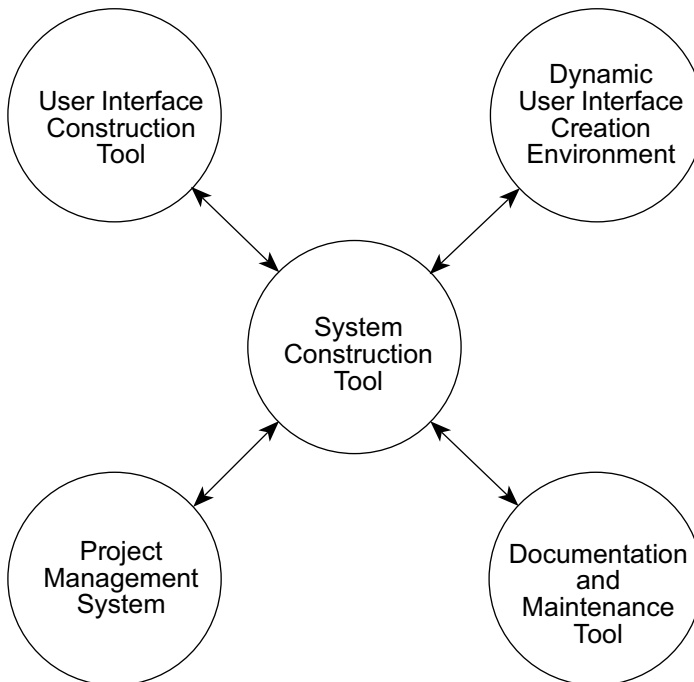 User Interface
Construction
Tool
Dynamic
User Interface
Creation
Environment
System
Construction
Tool
Project
Management
System
Documentation
and
Maintenance
Tool